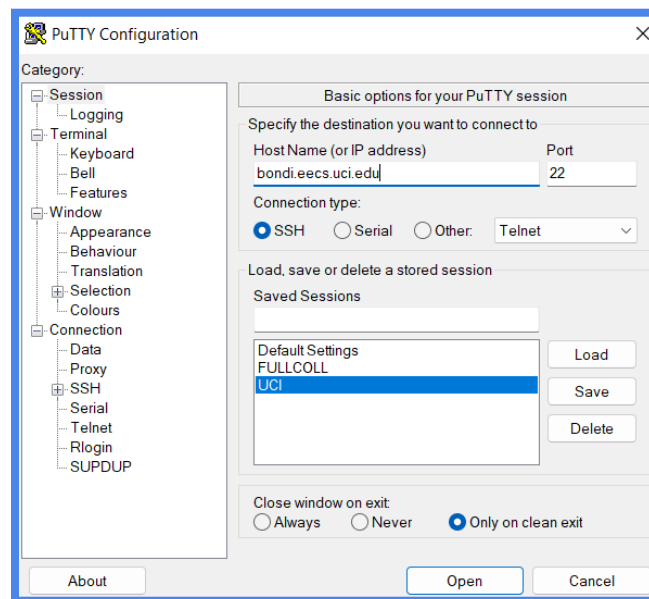 PuTTY Configuration
Category:
Session
Logging
Terminal
Keyboard
Bell
Features
Window
Appearance
Behaviour
Translation
Selection
Colours
Connection
Data
Proxy
SSH
Serial
Telnet
Rlogin
SUPDUP
Basic options for your PuTTY session
Specify the destination you want to connect to
Host Name (or IP address) Port
bondi.eecs.uci.edu 22
Connection type:
SSH Serial Other: Telnet
Load, save or delete a stored session
Saved Sessions
Default Settings
FULLCOLL
UCI
Load
Save
Delete
Close window on exit:
Always Never Only on clean exit
About Open Cancel